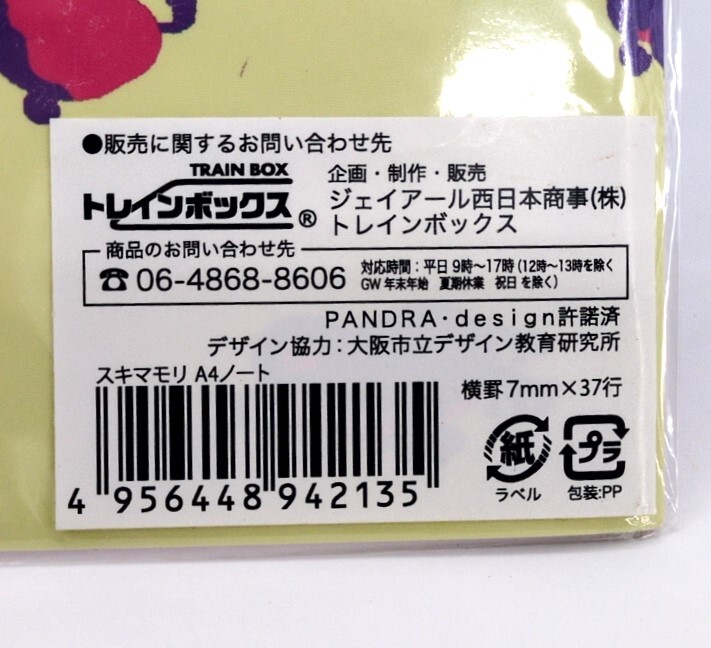 ●販売に関するお問い合わせ先
TRAIN BOX
トレインボックス®
企画・制作・販売
ジェイアール西日本商事(株)
トレインボックス
商品のお問い合わせ先
☎06-4868-8606
対応時間：平日9時～17時(12時～13時を除く
GW 年末年始 夏期休業 祝日 を除く)
PANDRA・design許諾済
デザイン協力：大阪市立デザイン教育研究所
スキマモリ A4ノート
横罫7mm×37行
4 956448 942135
紙
ラベル
プラ
包装:PP